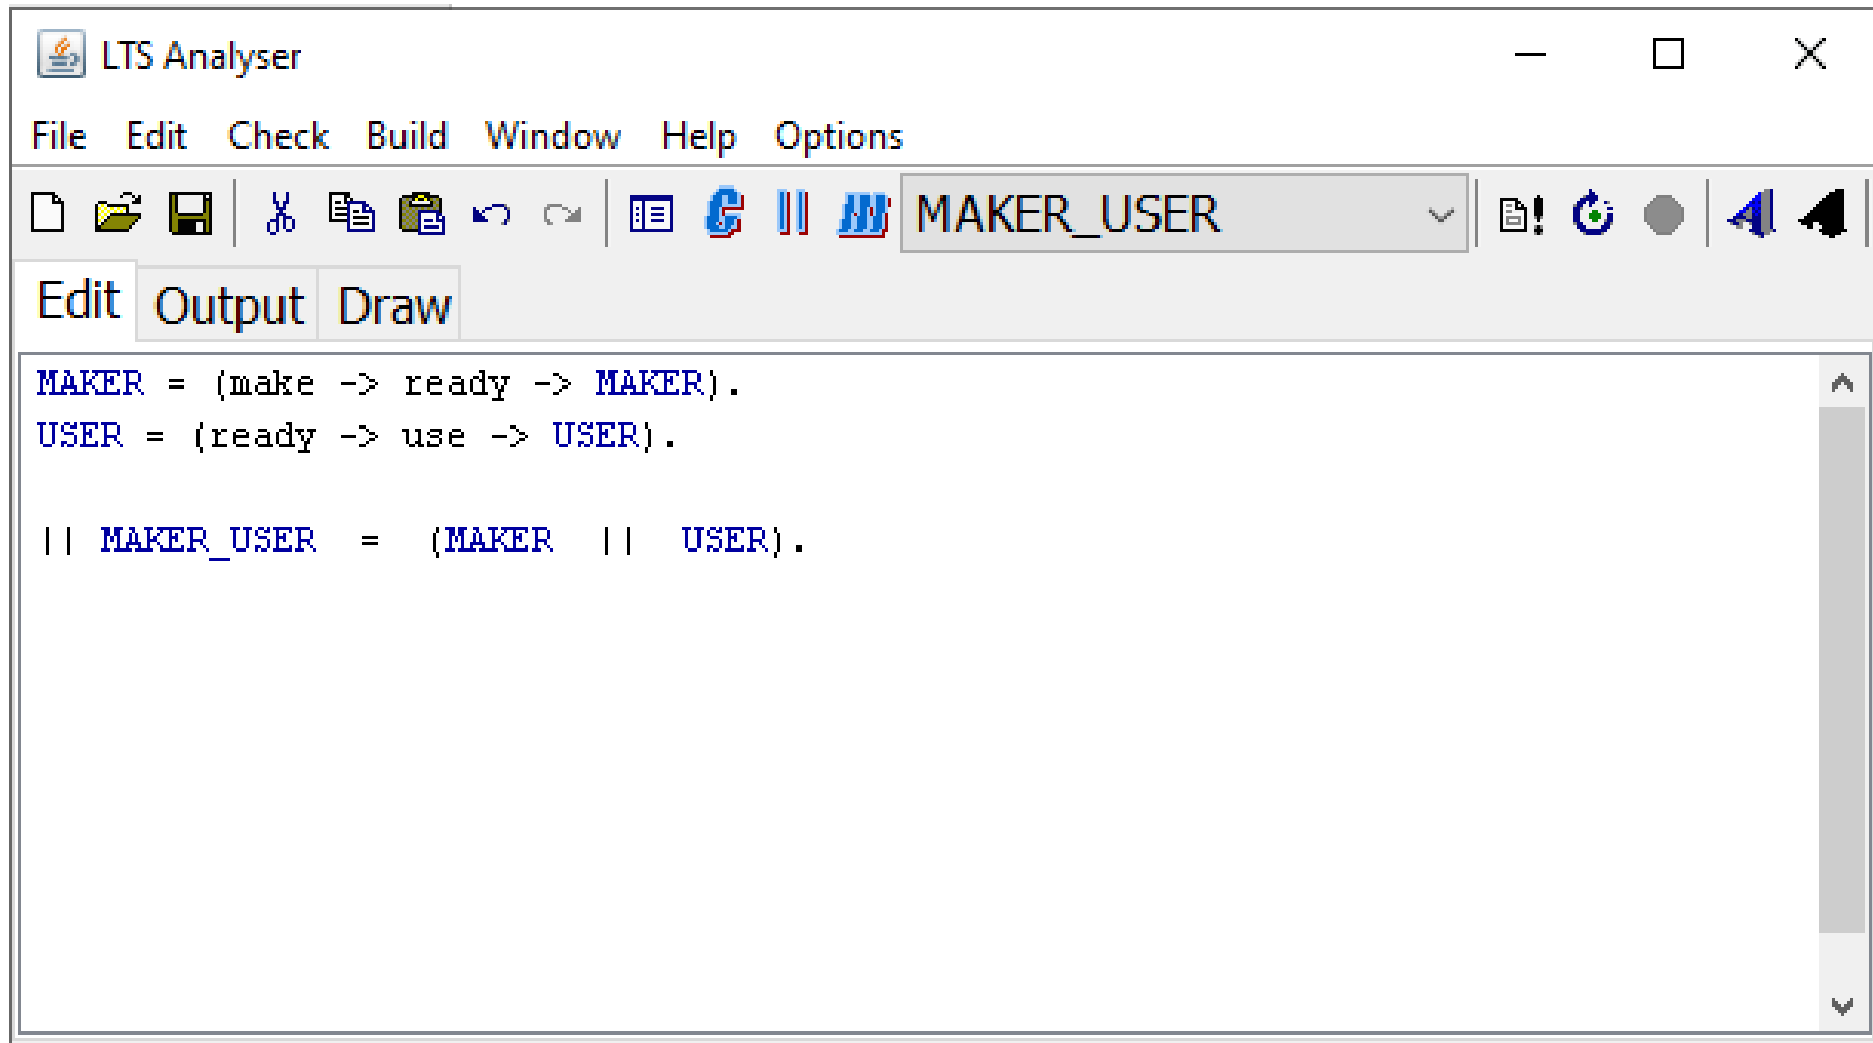 LTS Analyser
File Edit Check Build Window Help Options
MAKER_USER
Edit Output Draw
MAKER = (make -> ready -> MAKER).
USER = (ready -> use -> USER).
|| MAKER_USER = (MAKER || USER).